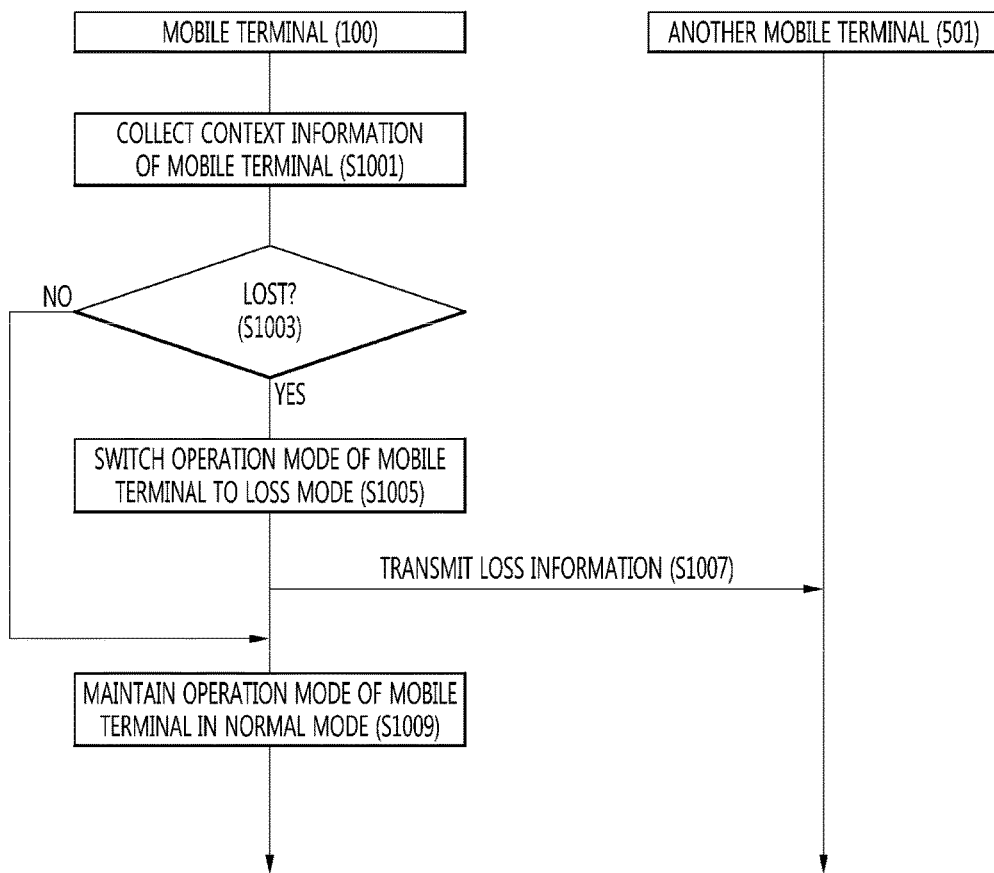 MOBILE TERMINAL (100)
ANOTHER MOBILE TERMINAL (501)
COLLECT CONTEXT INFORMATION
OF MOBILE TERMINAL (S1001)
NO
LOST?
(S1003)
YES
SWITCH OPERATION MODE OF MOBILE
TERMINAL TO LOSS MODE (S1005)
TRANSMIT LOSS INFORMATION (S1007)
MAINTAIN OPERATION MODE OF MOBILE
TERMINAL IN NORMAL MODE (S1009)